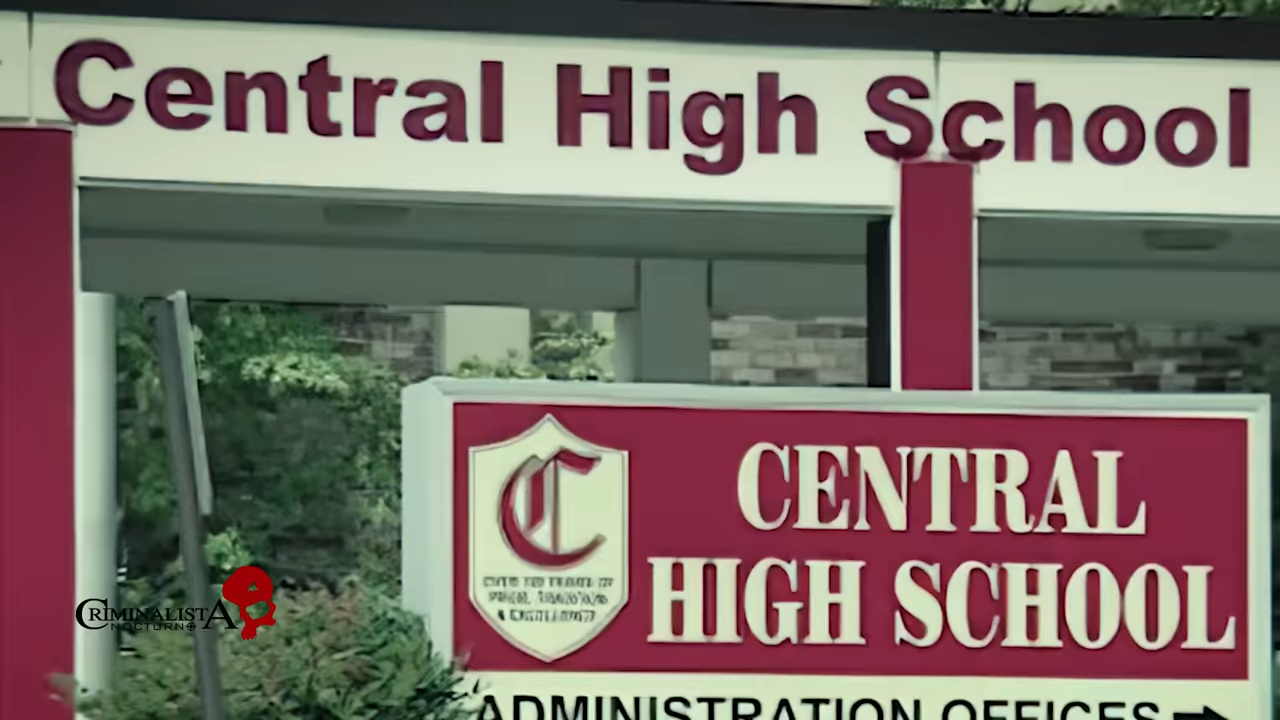 Central High School
C
CENTRAL
HIGH SCHOOL
CRIMINALISTA
NOCTURNO
ADMINISTRATION OFFICES →